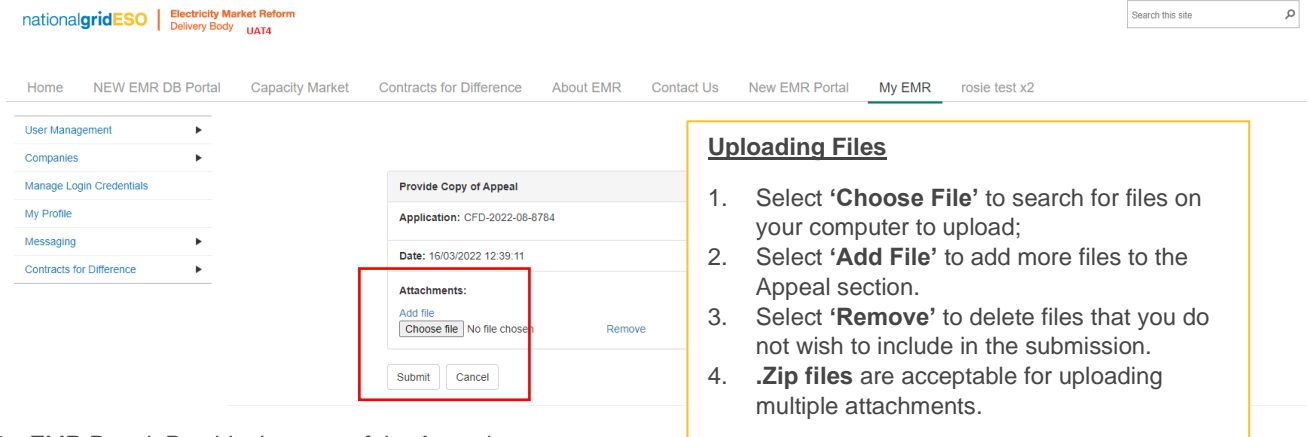 nationalgridESO
Electricity Market Reform
Delivery Body UAT4
Search this site
Home NEW EMR DB Portal Capacity Market Contracts for Difference About EMR Contact Us New EMR Portal My EMR rosie test x2
User Management
Companies
Manage Login Credentials
My Profile
Messaging
Contracts for Difference
Provide Copy of Appeal
Application: CFD-2022-08-8784
Date: 16/03/2022 12:39:11
Attachments:
Add file
Choose file No file chosen Remove
Submit Cancel
Uploading Files
1. Select ‘Choose File’ to search for files on
your computer to upload;
2. Select ‘Add File’ to add more files to the
Appeal section.
3. Select ‘Remove’ to delete files that you do
not wish to include in the submission.
4. .Zip files are acceptable for uploading
multiple attachments.